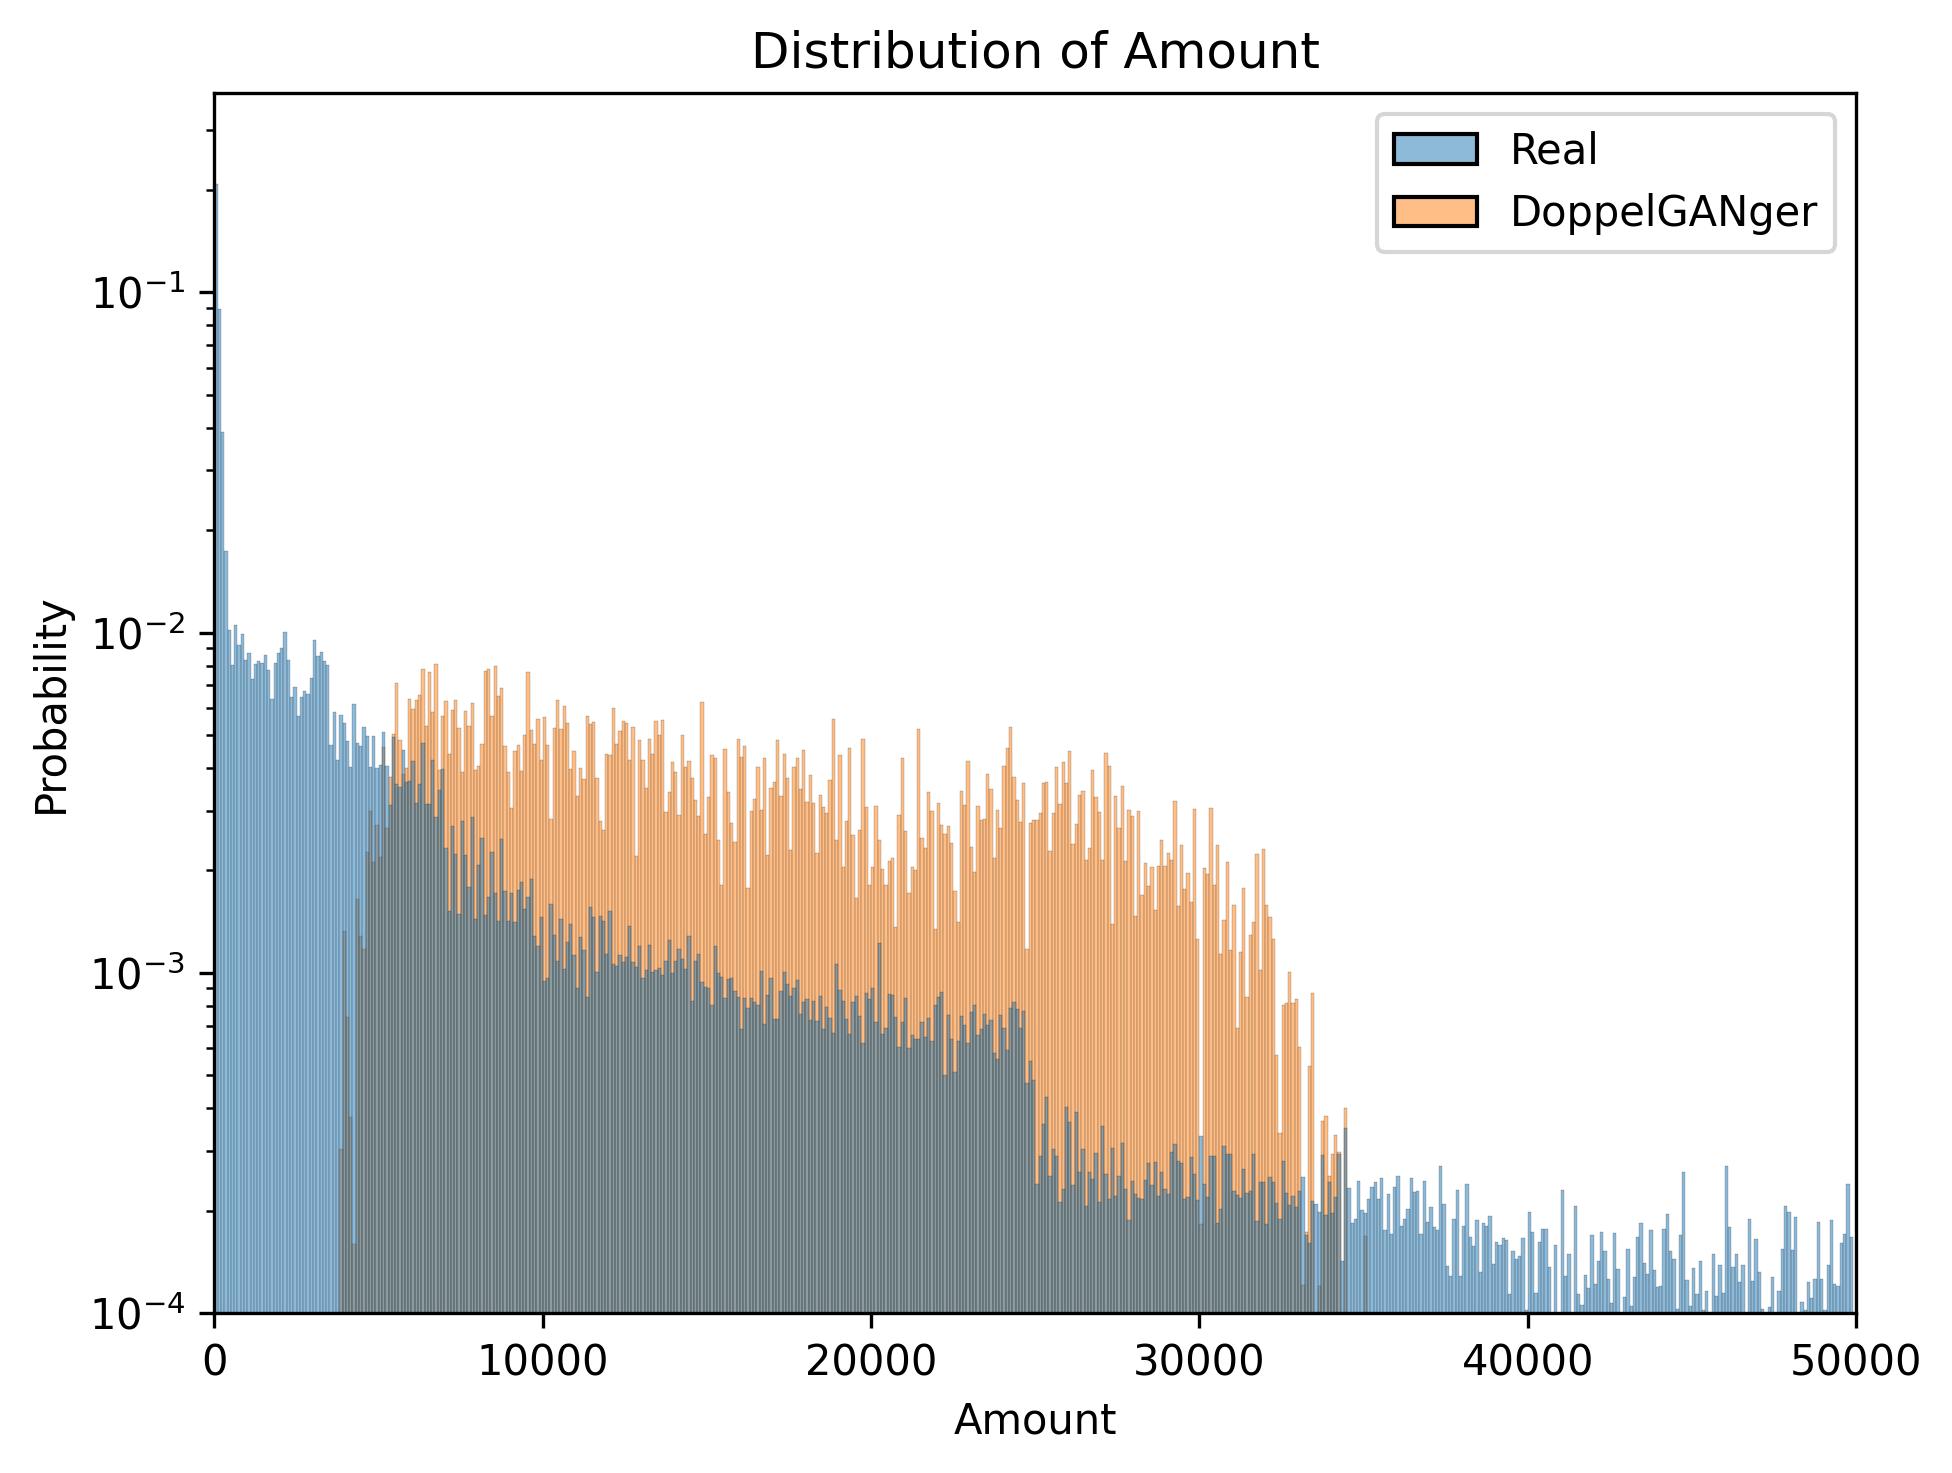 Distribution of Amount
Real
DoppelGANger
10⁻¹
10⁻²
10⁻³
10⁻⁴
Probability
0 10000 20000 30000 40000 50000
Amount